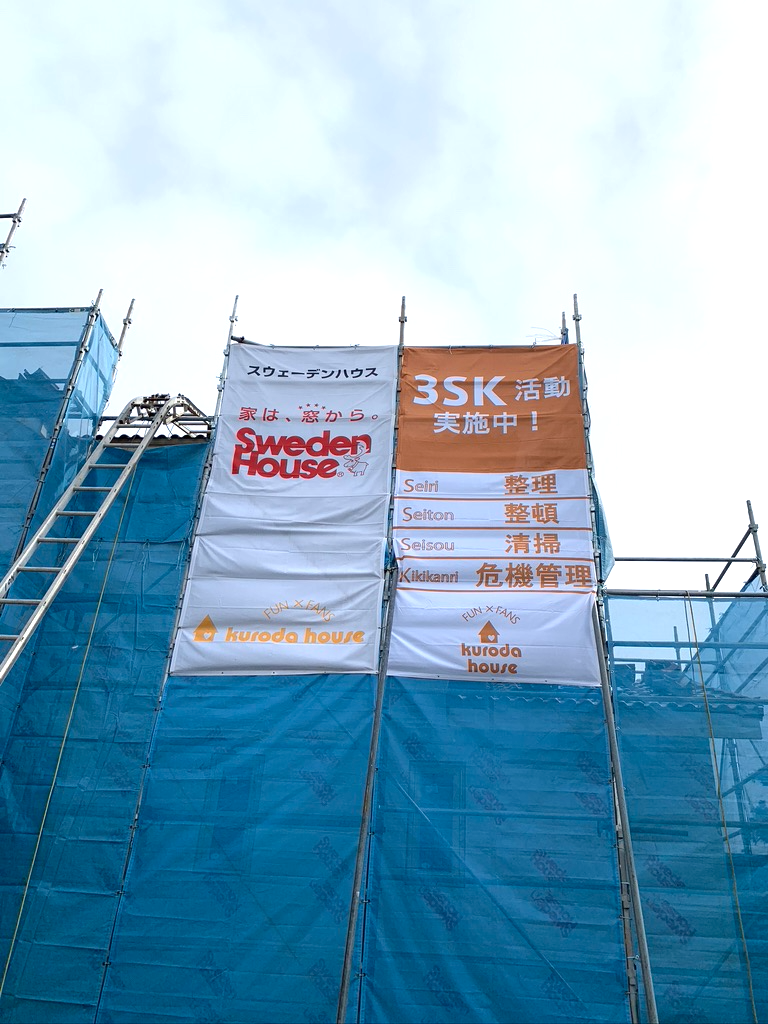 スウェーデンハウス
家は、窓から。
Sweden
House®
FUN × FANS
kuroda house
3SK 活動
実施中！
Seiri 整理
Seiton 整頓
Seisou 清掃
Kikikanri 危機管理
FUN × FANS
kuroda
house